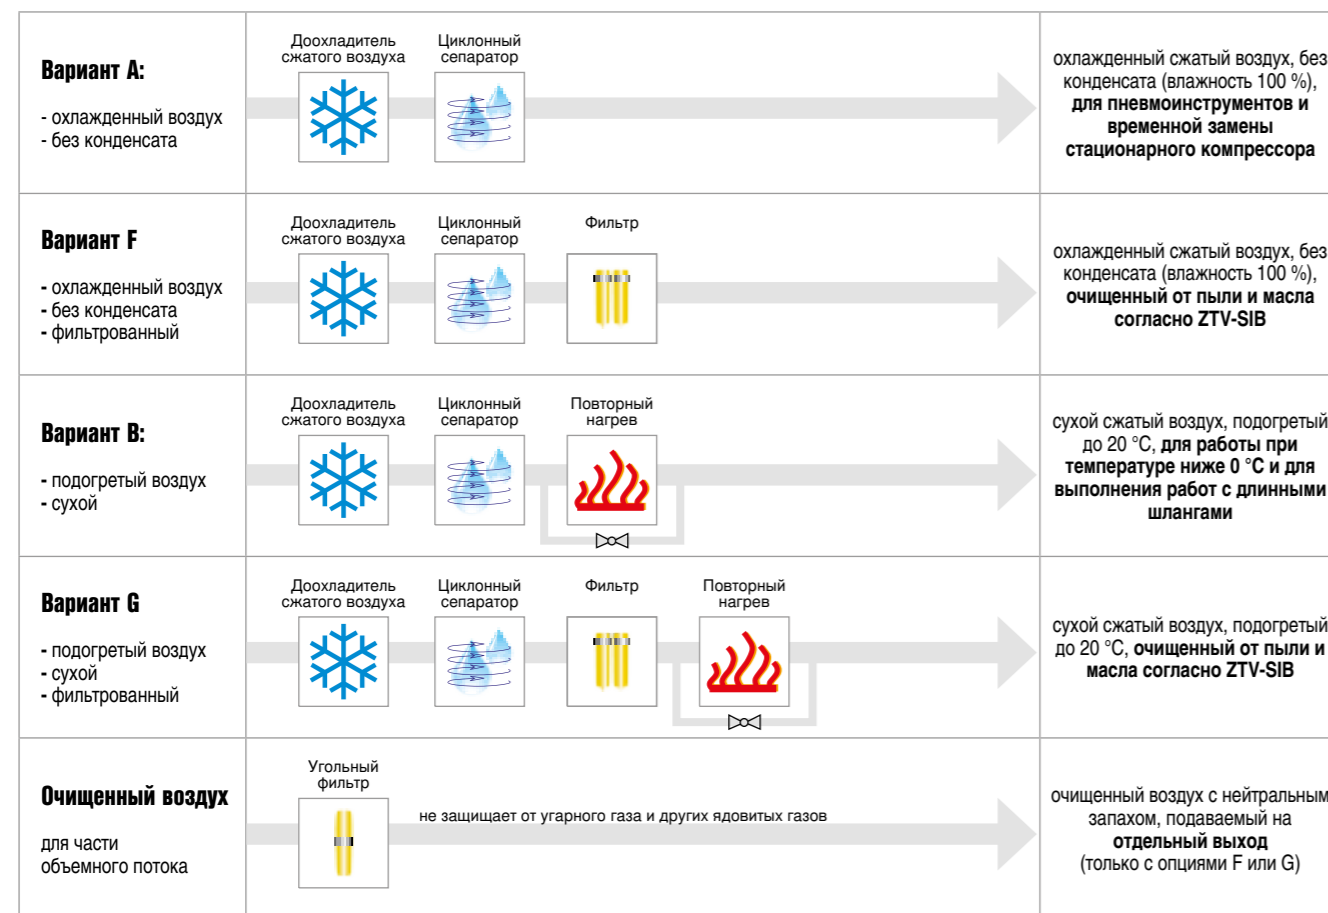 Вариант A:
- охлажденный воздух
- без конденсата
Доохладитель
сжатого воздуха
Циклонный
сепаратор
охлажденный сжатый воздух, без
конденсата (влажность 100 %),
для пневмоинструментов и
временной замены
стационарного компрессора
Вариант F
- охлажденный воздух
- без конденсата
- фильтрованный
Доохладитель
сжатого воздуха
Циклонный
сепаратор
Фильтр
охлажденный сжатый воздух, без
конденсата (влажность 100 %),
очищенный от пыли и масла
согласно ZTV-SIB
Вариант B:
- подогретый воздух
- сухой
Доохладитель
сжатого воздуха
Циклонный
сепаратор
Повторный
нагрев
сухой сжатый воздух, подогретый
до 20 °C, для работы при
температуре ниже 0 °C и для
выполнения работ с длинными
шлангами
Вариант G
- подогретый воздух
- сухой
- фильтрованный
Доохладитель
сжатого воздуха
Циклонный
сепаратор
Фильтр
Повторный
нагрев
сухой сжатый воздух, подогретый
до 20 °C, очищенный от пыли и
масла согласно ZTV-SIB
Очищенный воздух
для части
объемного потока
Угольный
фильтр
не защищает от угарного газа и других ядовитых газов
очищенный воздух с нейтральным
запахом, подаваемый на
отдельный выход
(только с опциями F или G)